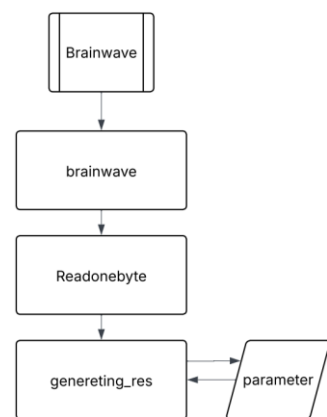 Brainwave
brainwave
Readonebyte
genereting_res
parameter